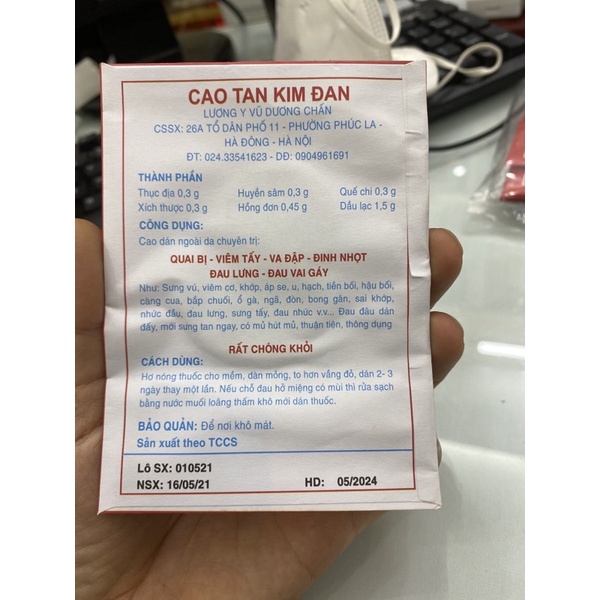 CAO TAN KIM ĐAN
LƯƠNG Y VŨ DƯƠNG CHẤN
CSSX: 26A TỔ DÂN PHỐ 11 - PHƯỜNG PHÚC LA -
HÀ ĐÔNG - HÀ NỘI
ĐT: 024.33541623 - DĐ: 0904961691
THÀNH PHẦN
Thục địa 0,3 g Huyền sâm 0,3 g Quế chi 0,3 g
Xích thược 0,3 g Hồng đơn 0,45 g Dầu lạc 1,5 g
CÔNG DỤNG:
Cao dán ngoài da chuyên trị:
QUAI BỊ - VIÊM TẤY - VA ĐẬP - ĐINH NHỌT
ĐAU LƯNG - ĐAU VAI GÁY
Như: Sưng vú, viêm cơ, khớp, áp se, u, hạch, tiền bối, hậu bối,
càng cua, bắp chuối, ổ gà, ngã, đòn, bong gân, sai khớp,
nhức đầu, đau lưng, sưng tấy, đau nhức v.v... Đau đâu dán
đấy, mới sưng tan ngay, có mủ hút mủ, thuận tiện, thông dụng
RẤT CHÓNG KHỎI
CÁCH DÙNG:
Hơ nóng thuốc cho mềm, dàn mỏng, to hơn vầng đỏ, dán 2- 3
ngày thay một lần. Nếu chỗ đau hở miệng có mùi thì rửa sạch
bằng nước muối loãng thấm khô mới dán thuốc.
BẢO QUẢN: Để nơi khô mát.
Sản xuất theo TCCS
Lô SX: 010521
NSX: 16/05/21 HD: 05/2024